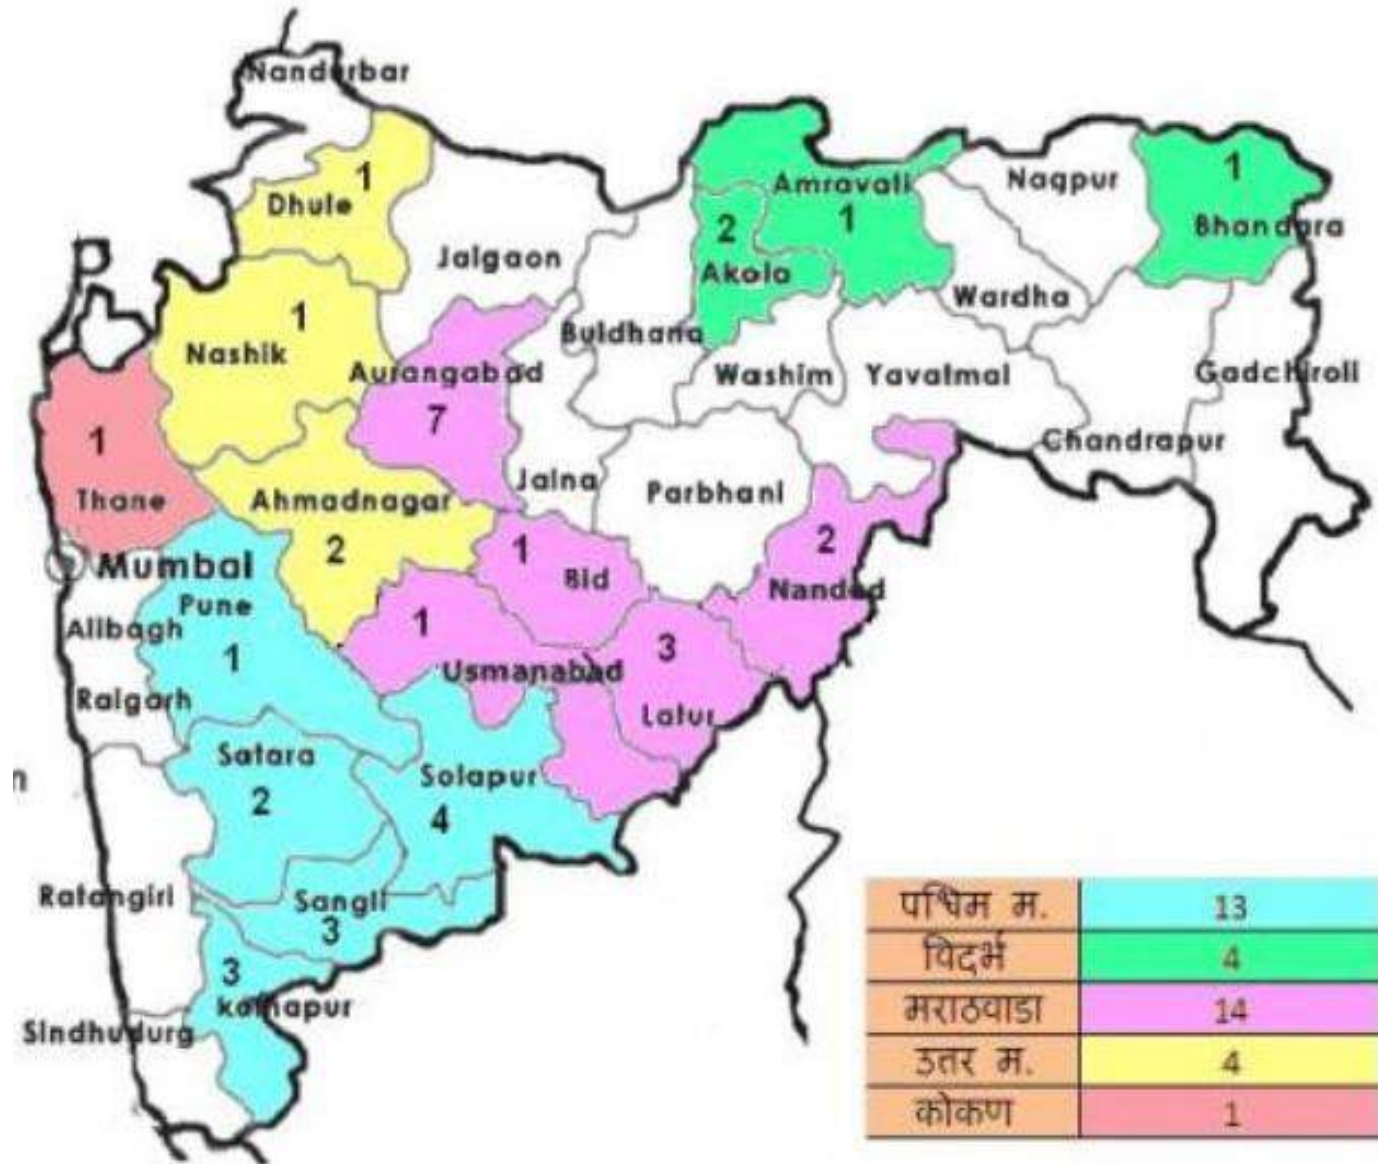 Nandurbar
1
Dhule
Jalgaon
1
Nashik
Aurangabad
7
Buldhana
2
Akola
Amravati
1
Nagpur
1
Bhandara
Wardha
Washim
Yavatmal
Gadchiroli
Chandrapur
1
Thane
Ahmadnagar
2
Jalna
Parbhani
Mumbai
1
Bid
2
Nanded
Pune
1
Alibagh
1
Usmanabad
3
Latur
Raigarh
Satara
2
Solapur
4
n
Ratangiri
Sangli
3
3
kolhapur
Sindhudurg
पश्चिम म. 13
विदर्भ 4
मराठवाडा 14
उत्तर म. 4
कोकण 1